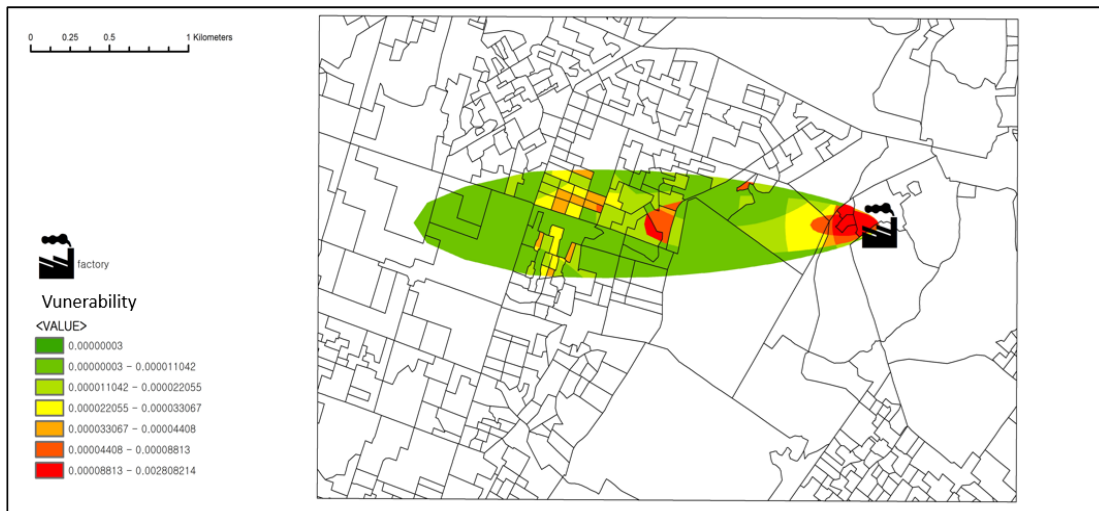 0 0.25 0.5 1 Kilometers
factory
Vunerability
<VALUE>
0.00000003
0.00000003 - 0.000011042
0.000011042 - 0.000022055
0.000022055 - 0.000033067
0.000033067 - 0.00004408
0.00004408 - 0.00008813
0.00008813 - 0.002808214